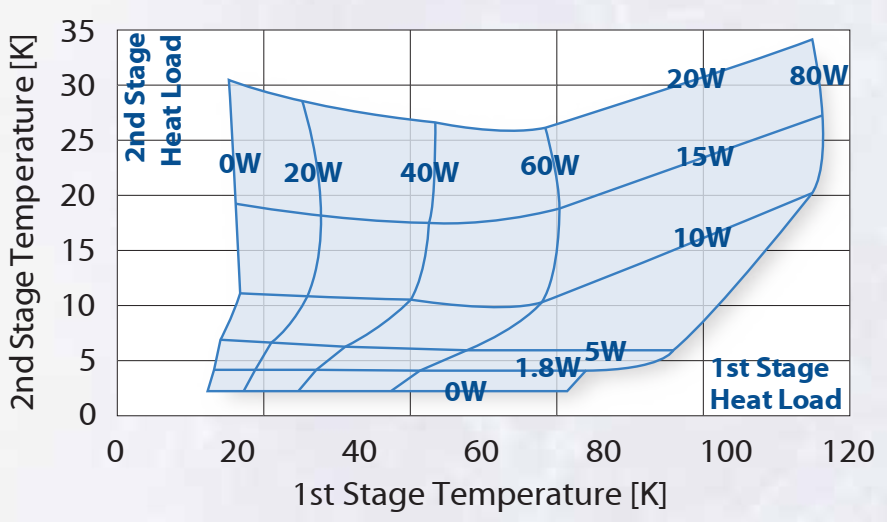 35
30
25
20
15
10
5
0
2nd Stage Temperature [K]
2nd Stage
Heat Load
0W
20W
40W
60W
80W
20W
15W
10W
5W
1.8W
0W
1st Stage
Heat Load
0 20 40 60 80 100 120
1st Stage Temperature [K]